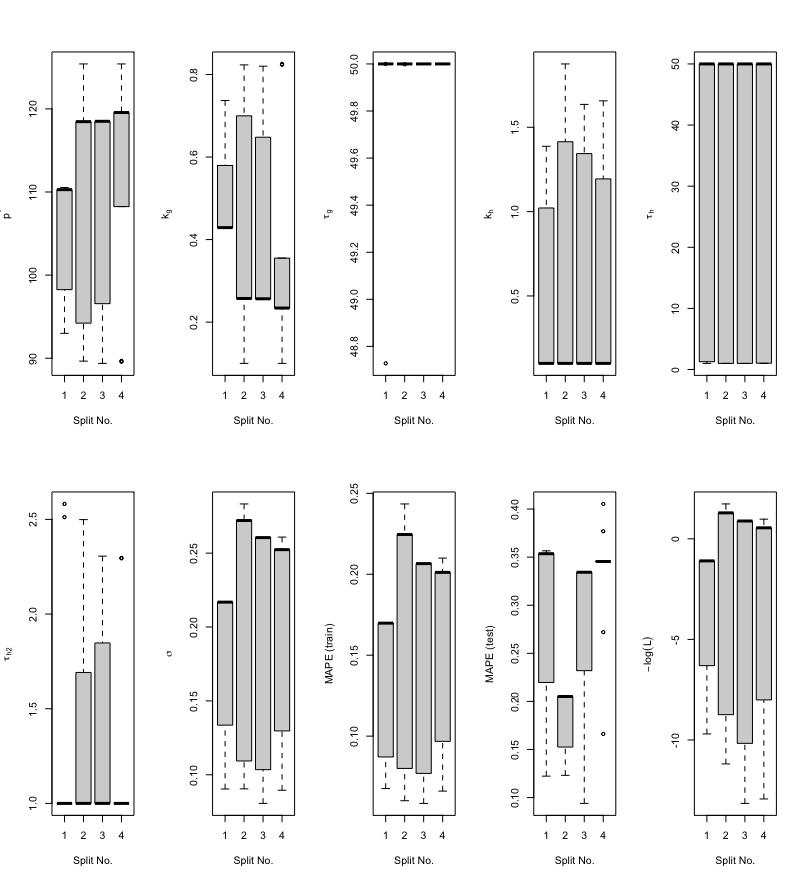 p*
90 100 110 120
1 2 3 4
Split No.
kg
0.2 0.4 0.6 0.8
1 2 3 4
Split No.
τg
48.8 49.0 49.2 49.4 49.6 49.8 50.0
1 2 3 4
Split No.
kh
0.5 1.0 1.5
1 2 3 4
Split No.
τh
0 10 20 30 40 50
1 2 3 4
Split No.
τh2
1.0 1.5 2.0 2.5
1 2 3 4
Split No.
σ
0.10 0.15 0.20 0.25
1 2 3 4
Split No.
MAPE (train)
0.10 0.15 0.20 0.25
1 2 3 4
Split No.
MAPE (test)
0.10 0.15 0.20 0.25 0.30 0.35 0.40
1 2 3 4
Split No.
−log(L)
-10 -5 0
1 2 3 4
Split No.